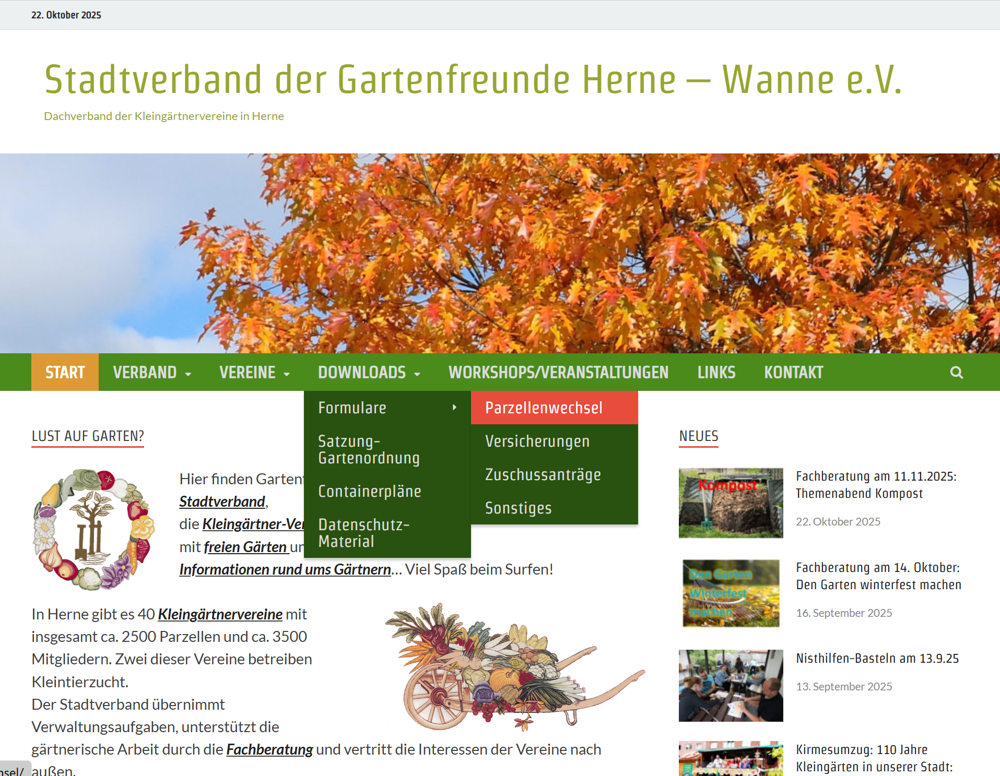 22. Oktober 2025
Stadtverband der Gartenfreunde Herne – Wanne e.V.
Dachverband der Kleingärtnervereine in Herne
START VERBAND VEREINE DOWNLOADS WORKSHOPS/VERANSTALTUNGEN LINKS KONTAKT
Formulare
Satzung-
Gartenordnung
Containerpläne
Datenschutz-
Material
Parzellenwechsel
Versicherungen
Zuschussanträge
Sonstiges
LUST AUF GARTEN?
Hier finden
Stadtverband,
die Kleingärtner-
mit freien Gärten
Informationen rund ums Gärtnern… Viel Spaß beim Surfen!
In Herne gibt es 40 Kleingärtnervereine mit
insgesamt ca. 2500 Parzellen und ca. 3500
Mitgliedern. Zwei dieser Vereine betreiben
Kleintierzucht.
Der Stadtverband übernimmt
Verwaltungsaufgaben, unterstützt die
gärtnerische Arbeit durch die Fachberatung und vertritt die Interessen der Vereine nach
außen.
nsel/
NEUES
Kompost
Fachberatung am 11.11.2025:
Themenabend Kompost
22. Oktober 2025
Den Garten
Winterfest
machen
Fachberatung am 14. Oktober:
Den Garten winterfest machen
16. September 2025
Nisthilfen-Basteln am 13.9.25
13. September 2025
Kirmesumzug: 110 Jahre
Kleingärten in unserer Stadt: